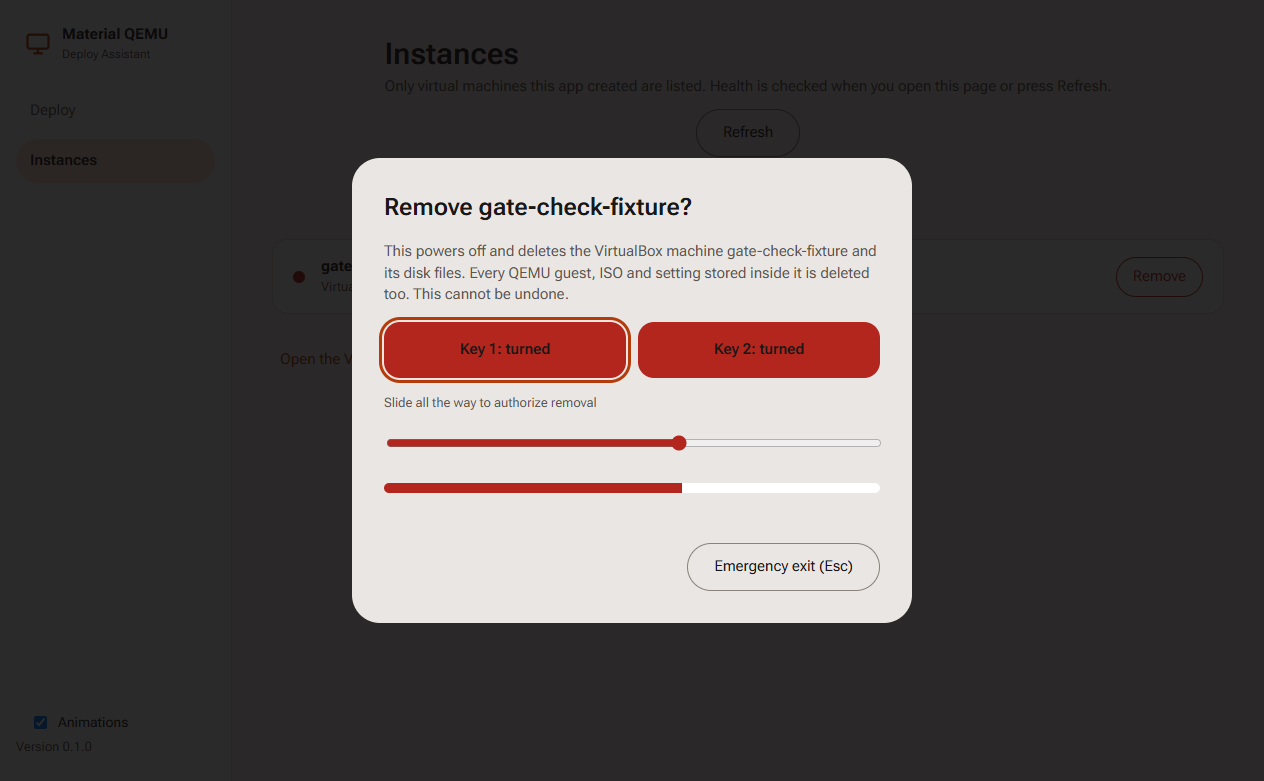 Material QEMU
Deploy Assistant
Deploy
Instances
Instances
Only virtual machines this app created are listed. Health is checked when you open this page or press Refresh.
Refresh
Remove gate-check-fixture?
This powers off and deletes the VirtualBox machine gate-check-fixture and
its disk files. Every QEMU guest, ISO and setting stored inside it is deleted
too. This cannot be undone.
gate
Virtua
Remove
Key 1: turned
Key 2: turned
Open the V
Slide all the way to authorize removal
Emergency exit (Esc)
Animations
Version 0.1.0